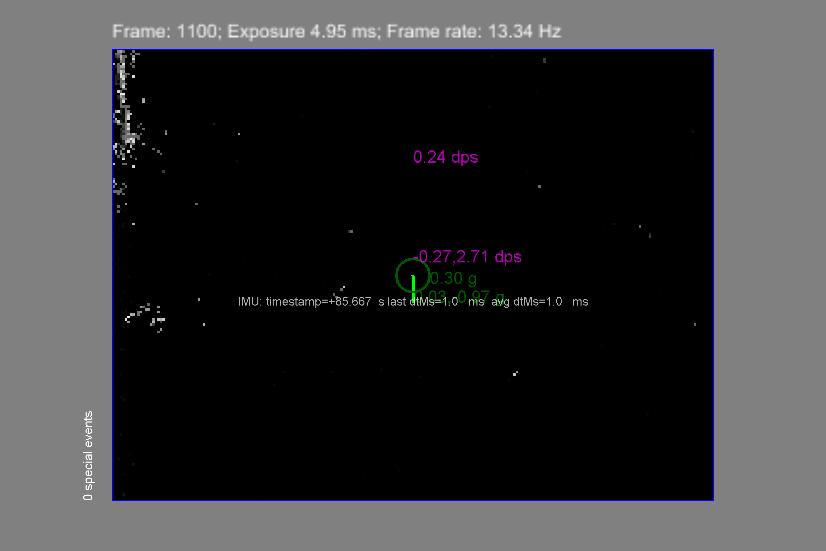 Frame: 1100; Exposure 4.95 ms; Frame rate: 13.34 Hz
0.24 dps
-0.27,2.71 dps
0.30 g
IMU: timestamp=+85.667 s last dtMs=1.0 ms avg dtMs=1.0 ms
0 special events